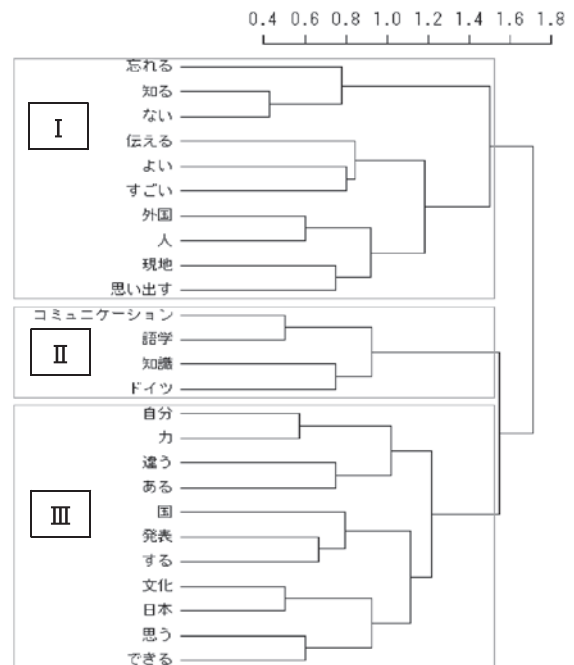 0.4 0.6 0.8 1.0 1.2 1.4 1.6 1.8
忘れる
知る
ない
伝える
よい
すごい
外国
人
現地
思い出す
Ⅰ
コミュニケーション
語学
知識
ドイツ
Ⅱ
自分
力
違う
ある
国
発表
する
文化
日本
思う
できる
Ⅲ